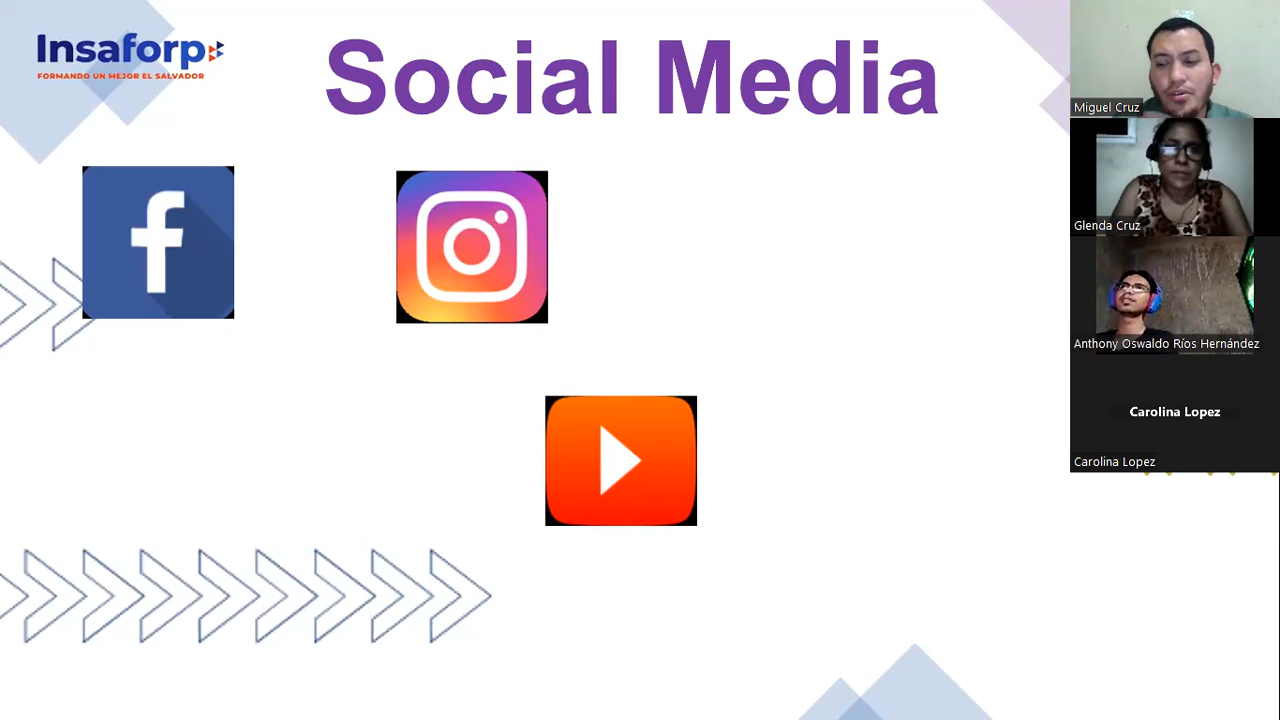 Insaforp
FORMANDO UN MEJOR EL SALVADOR
Social Media
f
Miguel Cruz
Glenda Cruz
Anthony Oswaldo Ríos Hernández
Carolina Lopez
Carolina Lopez